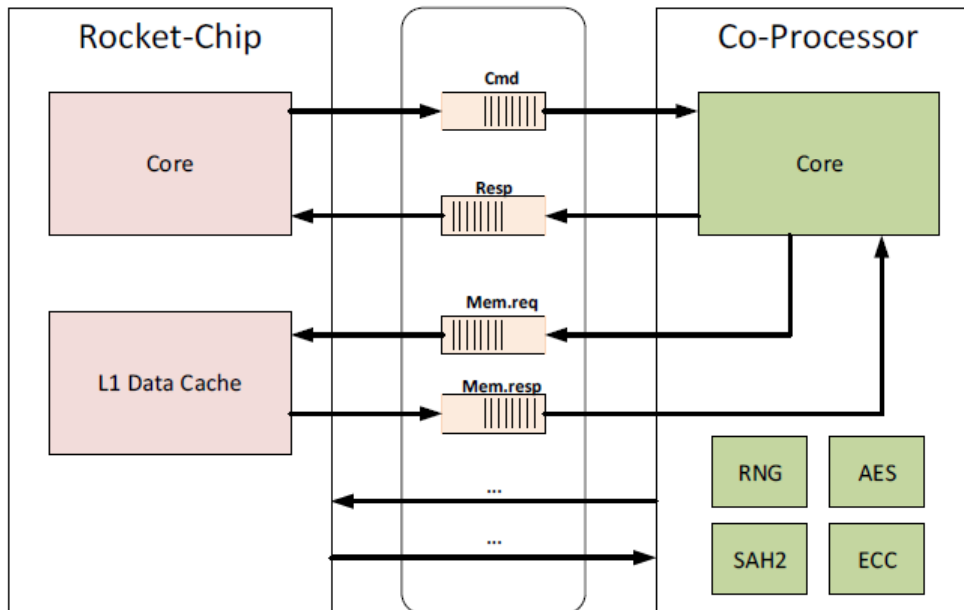 Rocket-Chip
Co-Processor
Cmd
Core
Core
Resp
Mem.req
L1 Data Cache
Mem.resp
RNG
AES
...
...
SAH2
ECC